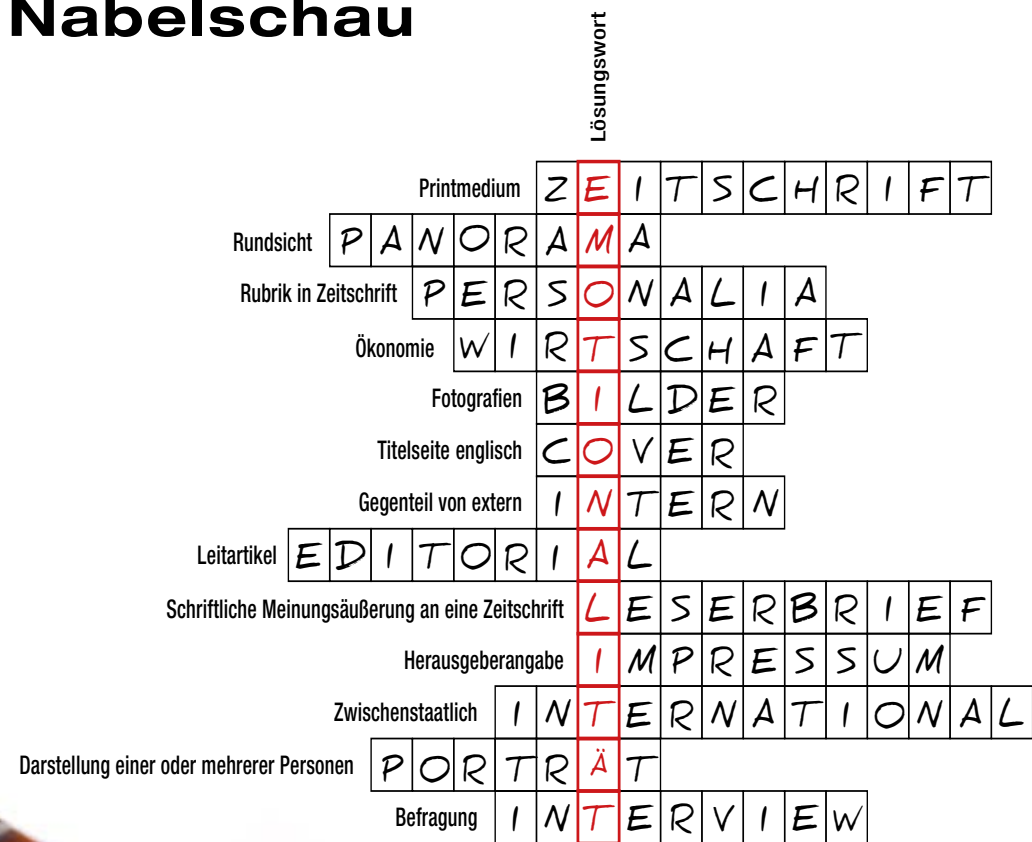 Nabelschau
Lösungswort
Printmedium ZEITSCHRIFT
Rundsicht PANORAMA
Rubrik in Zeitschrift PERSONALIA
Ökonomie WIRTSCHAFT
Fotografien BILDER
Titelseite englisch COVER
Gegenteil von extern INTERN
Leitartikel EDITORIAL
Schriftliche Meinungsäußerung an eine Zeitschrift LESERBRIEF
Herausgeberangabe IMPRESSUM
Zwischenstaatlich INTERNATIONAL
Darstellung einer oder mehrerer Personen PORTRÄT
Befragung INTERVIEW